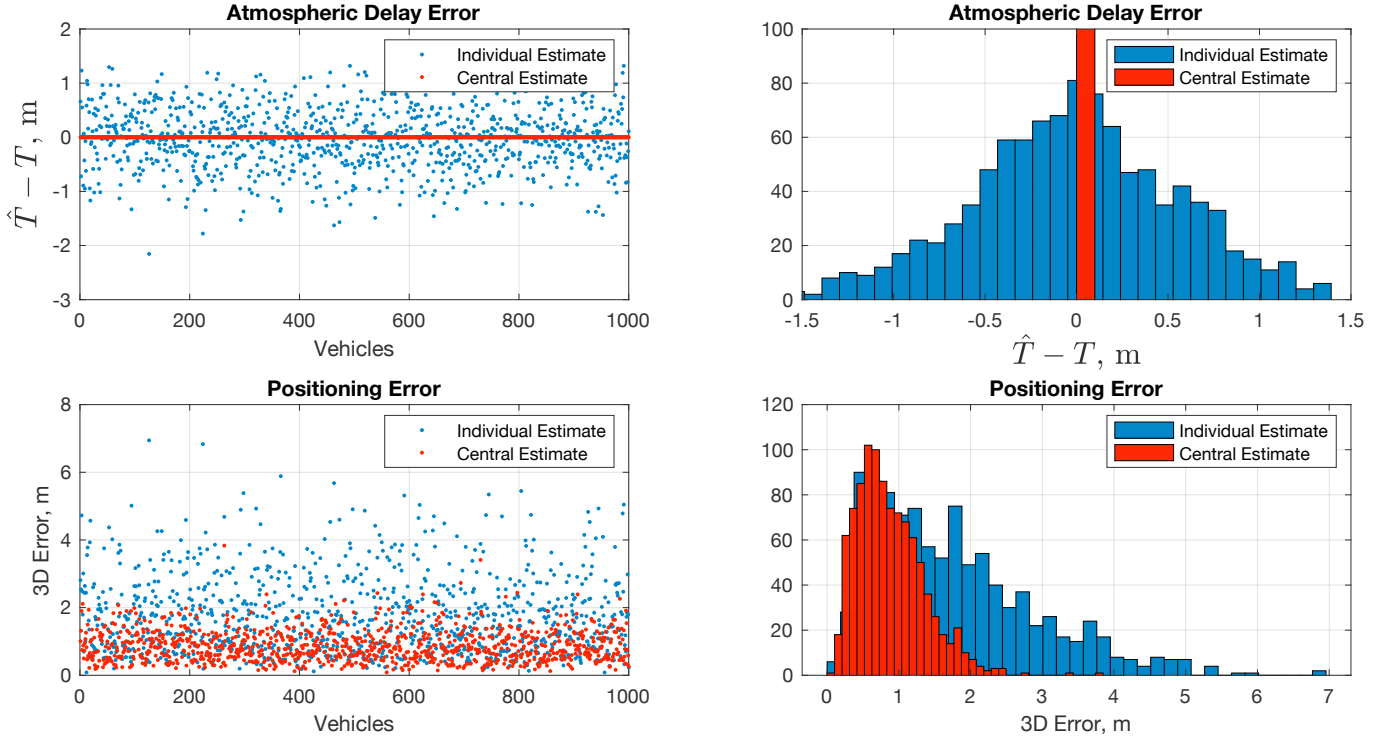 Atmospheric Delay Error
2
1
0
-1
-2
-3
T̂ − T, m
Individual Estimate
Central Estimate
0
200
400
600
800
1000
Vehicles
Atmospheric Delay Error
100
80
60
40
20
0
Individual Estimate
Central Estimate
-1.5
-1
-0.5
0
0.5
1
1.5
T̂ − T, m
Positioning Error
8
6
4
2
0
3D Error, m
Individual Estimate
Central Estimate
0
200
400
600
800
1000
Vehicles
Positioning Error
120
100
80
60
40
20
0
Individual Estimate
Central Estimate
0
1
2
3
4
5
6
7
3D Error, m